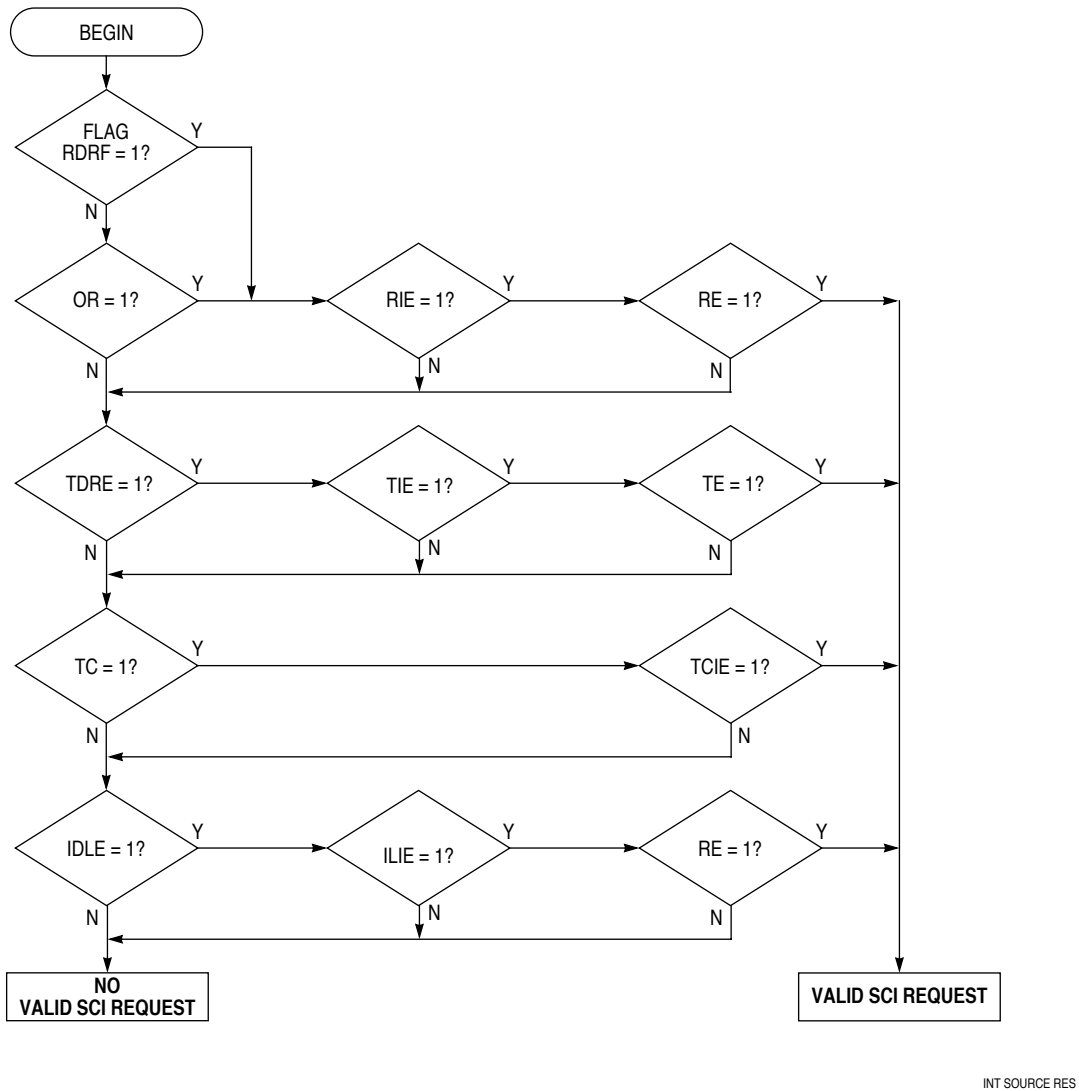 BEGIN
FLAG
RDRF = 1?
Y
N
OR = 1?
Y
N
RIE = 1?
Y
N
RE = 1?
Y
N
TDRE = 1?
Y
N
TIE = 1?
Y
N
TE = 1?
Y
N
TC = 1?
Y
N
TCIE = 1?
Y
N
IDLE = 1?
Y
N
ILIE = 1?
Y
N
RE = 1?
Y
N
NO
VALID SCI REQUEST
VALID SCI REQUEST
INT SOURCE RES